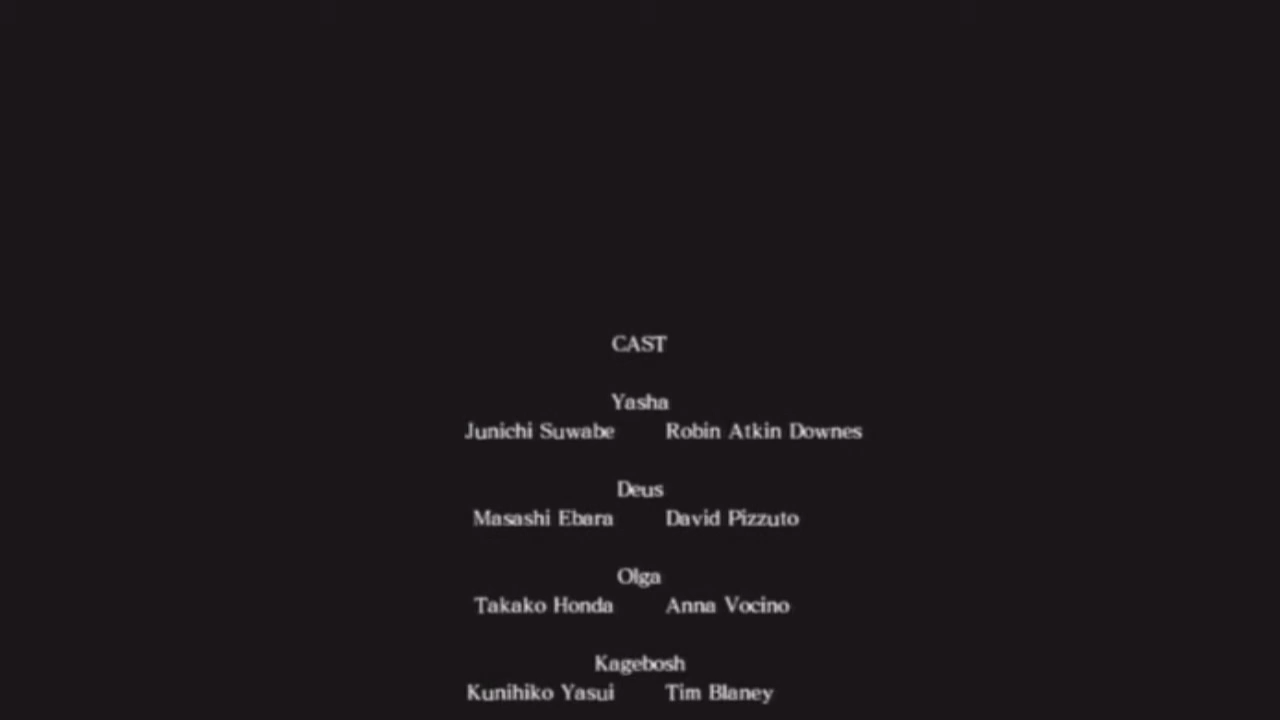 CAST
Yasha
Junichi Suwabe Robin Atkin Downes
Deus
Masashi Ebara David Pizzuto
Olga
Takako Honda Anna Vocino
Kagebosh
Kunihiko Yasui Tim Blaney